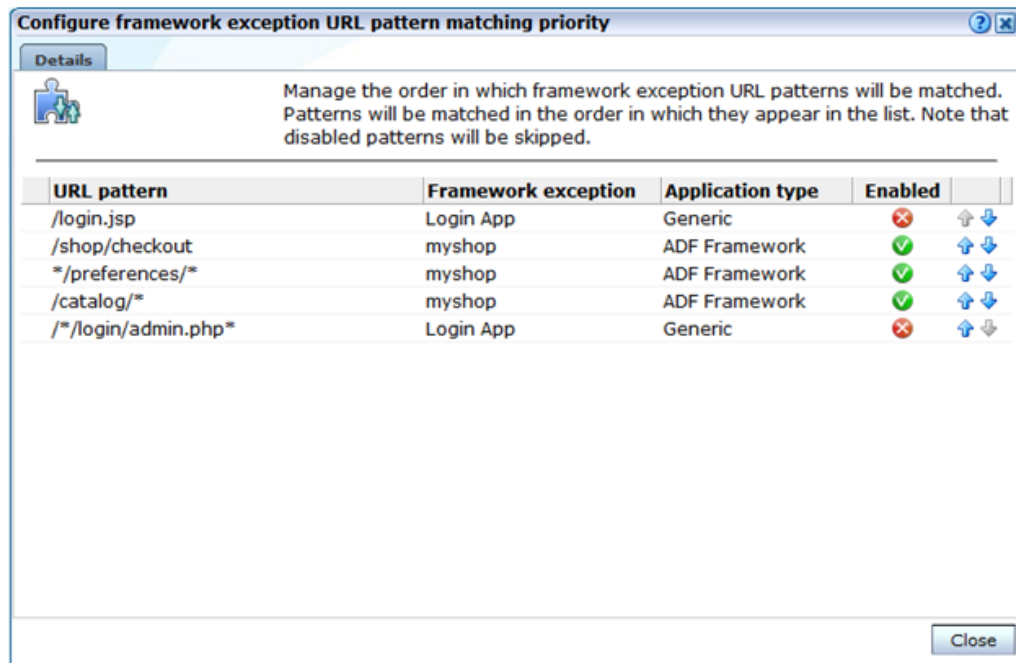 Configure framework exception URL pattern matching priority
Details
Manage the order in which framework exception URL patterns will be matched.
Patterns will be matched in the order in which they appear in the list. Note that
disabled patterns will be skipped.
URL pattern Framework exception Application type Enabled
/login.jsp Login App Generic
/shop/checkout myshop ADF Framework
*/preferences/* myshop ADF Framework
/catalog/* myshop ADF Framework
/*/login/admin.php* Login App Generic
Close